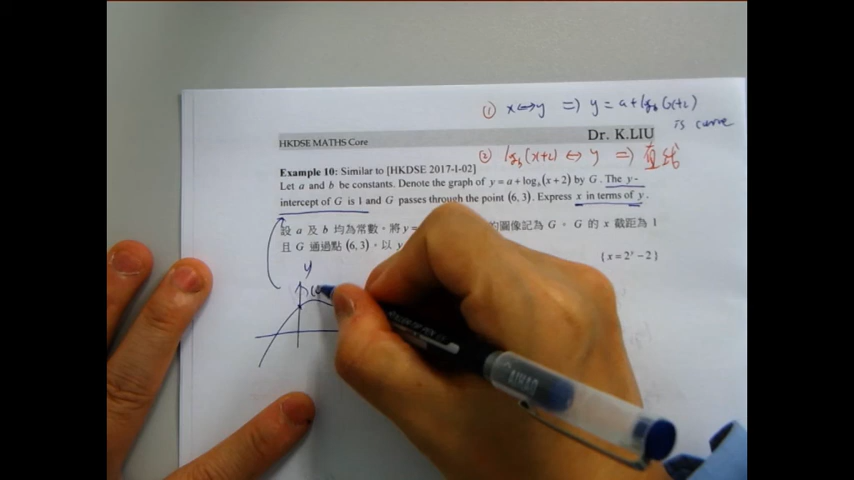 ① x↔y ⇒ y = a+log_b(x+2)
is curve
HKDSE MATHS Core Dr. K.LIU
② log_b(x+2) ↔ y ⇒ 直線
Example 10: Similar to [HKDSE 2017-I-02]
Let a and b be constants. Denote the graph of y = a + log_b(x + 2) by G. The y-
intercept of G is 1 and G passes through the point (6, 3). Express x in terms of y.
設 a 及 b 均為常數。將 y = 的圖像記為 G。G 的 x 截距為 1
且 G 通過點 (6, 3)。以 y
{x = 2^y − 2}
y